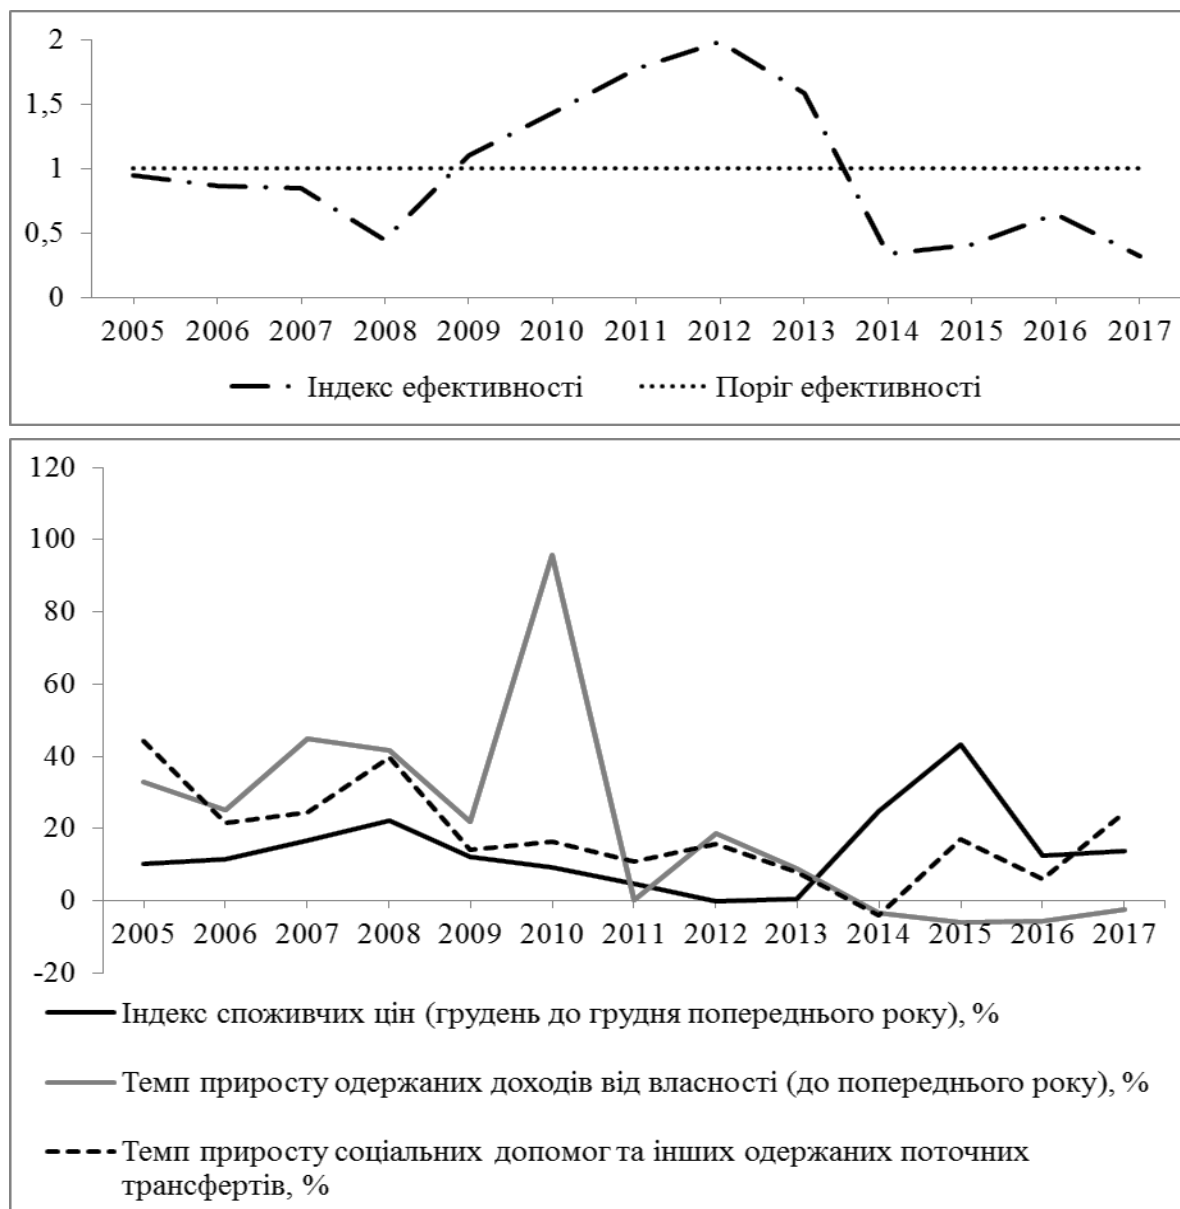 2
1,5
1
0,5
0
2005 2006 2007 2008 2009 2010 2011 2012 2013 2014 2015 2016 2017
Індекс ефективності Поріг ефективності
120
100
80
60
40
20
0
2005 2006 2007 2008 2009 2010 2011 2012 2013 2014 2015 2016 2017
-20
Індекс споживчих цін (грудень до грудня попереднього року), %
Темп приросту одержаних доходів від власності (до попереднього року), %
Темп приросту соціальних допомог та інших одержаних поточних
трансфертів, %